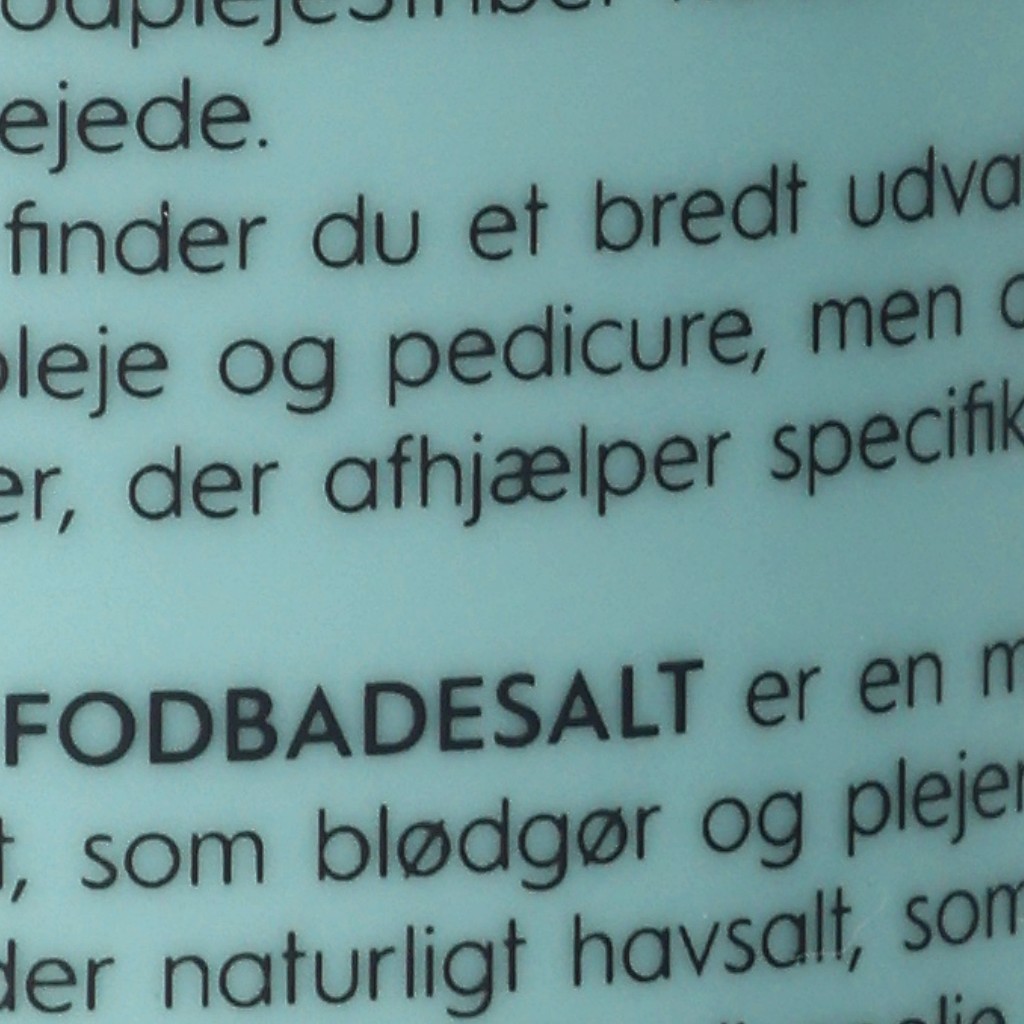 ejede.
finder du et bredt udva
pleje og pedicure, men
er, der afhjælper specifik
FODBADESALT er en m
t, som blødgør og plejer
der naturligt havsalt, som